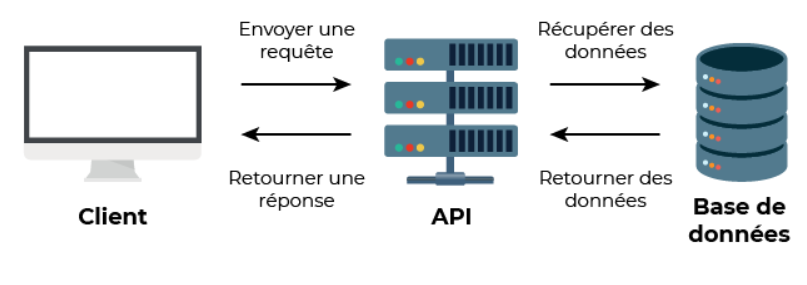 Envoyer une
requête
Récupérer des
données
Retourner une
réponse
Retourner des
données
Client
API
Base de
données